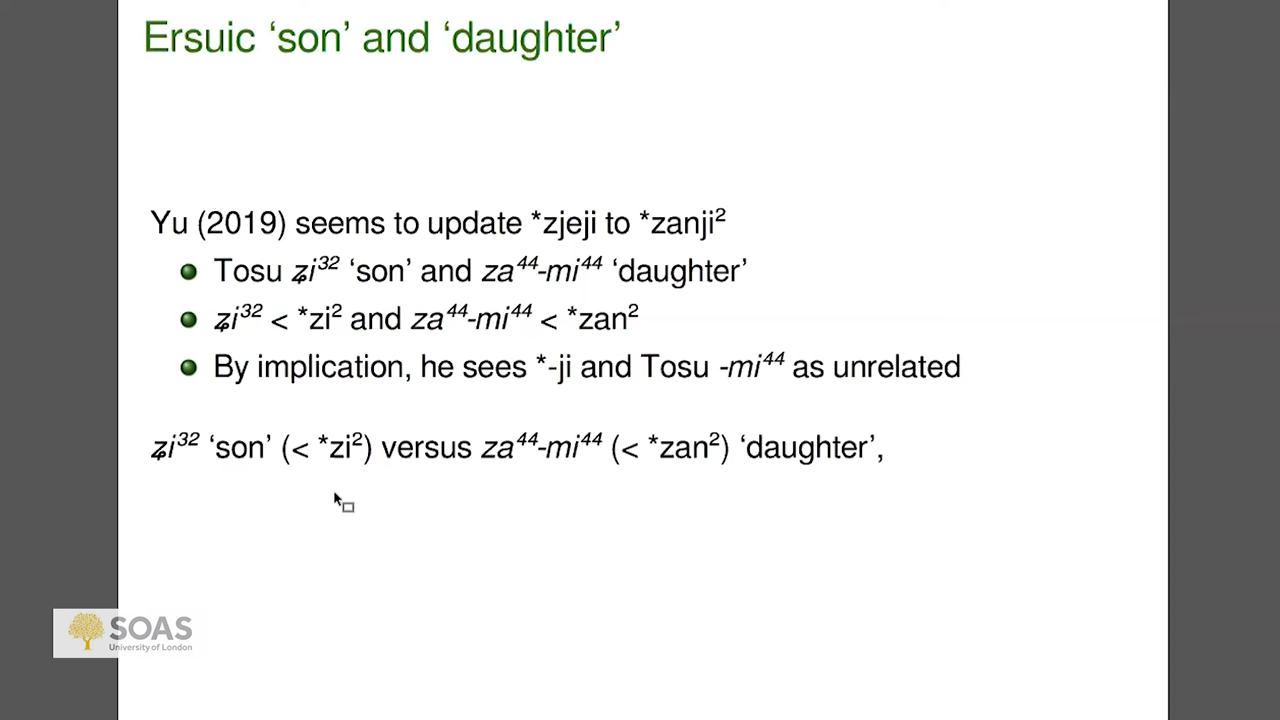 Ersuic ‘son’ and ‘daughter’
Yu (2019) seems to update *zjeji to *zanji²
Tosu ʑi³² ‘son’ and za⁴⁴-mi⁴⁴ ‘daughter’
ʑi³² < *zi² and za⁴⁴-mi⁴⁴ < *zan²
By implication, he sees *-ji and Tosu -mi⁴⁴ as unrelated
ʑi³² ‘son’ (< *zi²) versus za⁴⁴-mi⁴⁴ (< *zan²) ‘daughter’,
SOAS
University of London